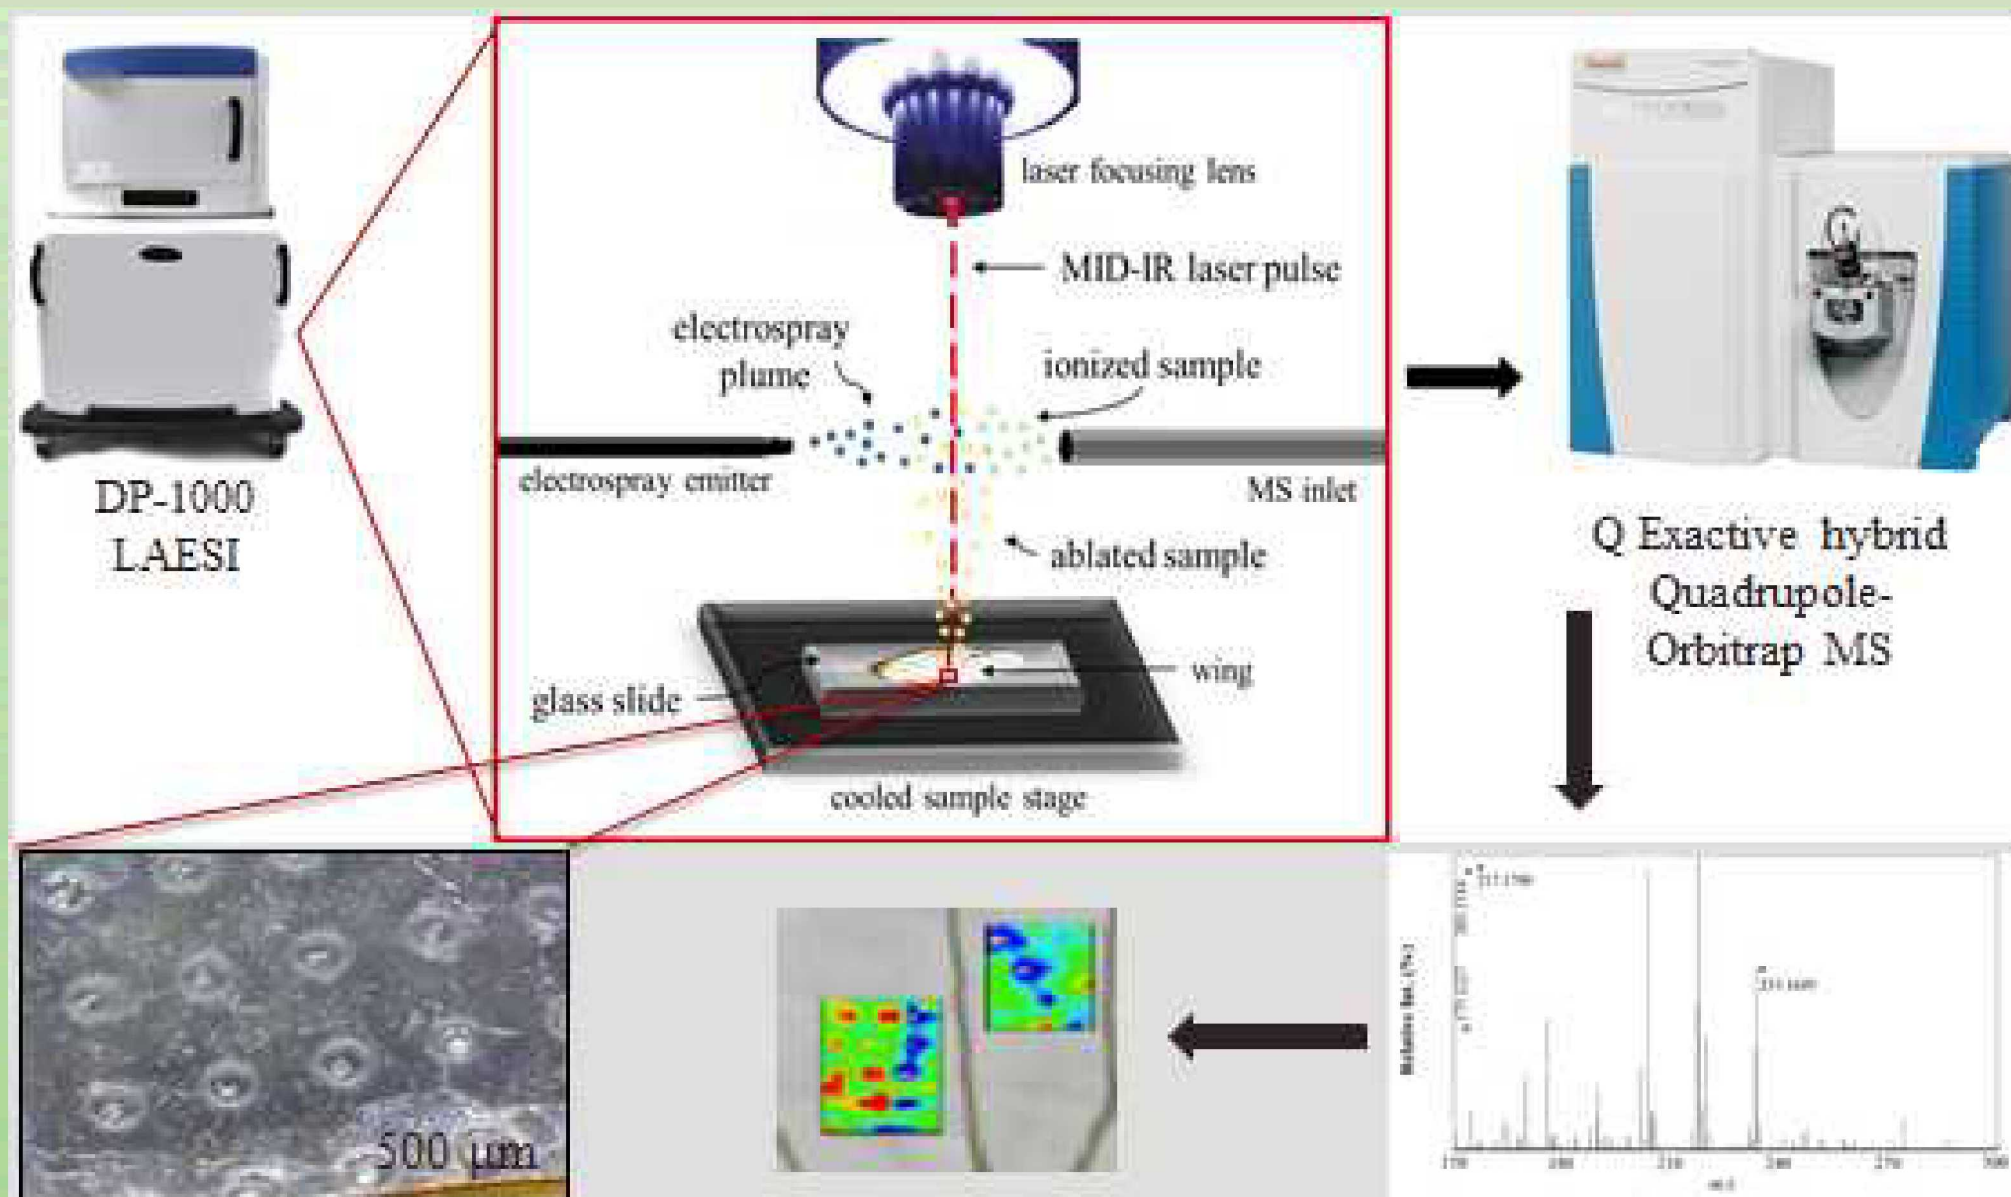 laser focusing lens
MID-IR laser pulse
electrospray
plume
ionized sample
electrospray emitter
MS inlet
DP-1000
LAESI
ablated sample
Q Exactive hybrid
Quadrupole-
Orbitrap MS
glass slide
wing
cooled sample stage
500 µm
270